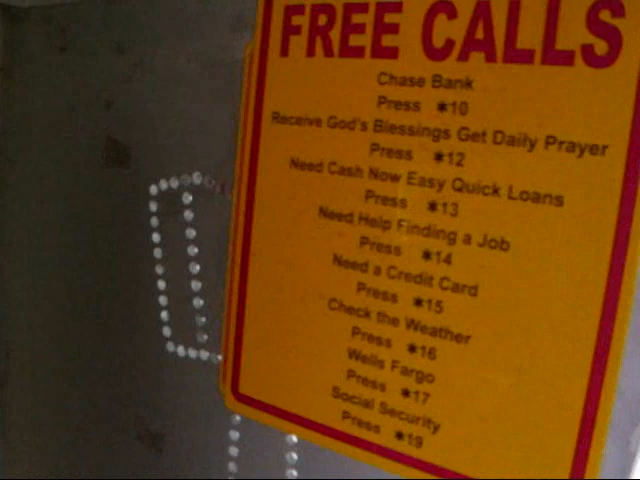 FREE CALLS
Chase Bank
Press ✱10
Receive God's Blessings Get Daily Prayer
Press ✱12
Need Cash Now Easy Quick Loans
Press ✱13
Need Help Finding a Job
Press ✱14
Need a Credit Card
Press ✱15
Check the Weather
Press ✱16
Wells Fargo
Press ✱17
Social Security
Press ✱19